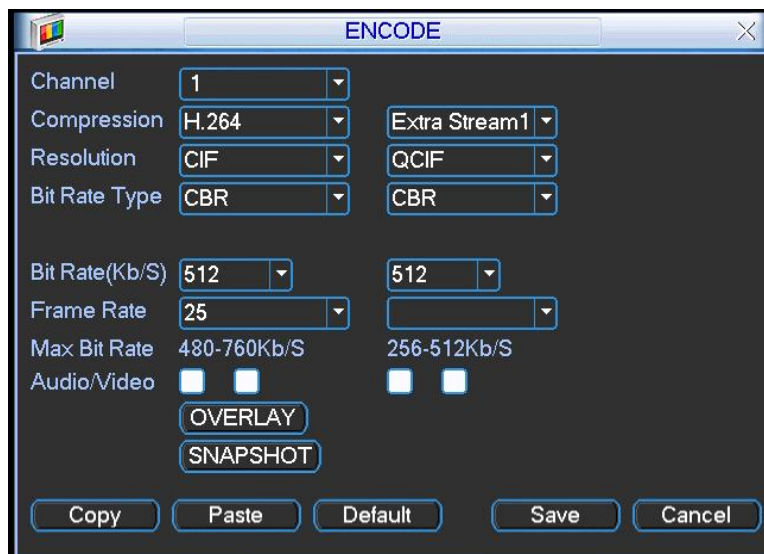 ENCODE
Channel 1
Compression H.264 Extra Stream1
Resolution CIF QCIF
Bit Rate Type CBR CBR
Bit Rate(Kb/S) 512 512
Frame Rate 25
Max Bit Rate 480-760Kb/S 256-512Kb/S
Audio/Video
OVERLAY
SNAPSHOT
Copy Paste Default Save Cancel